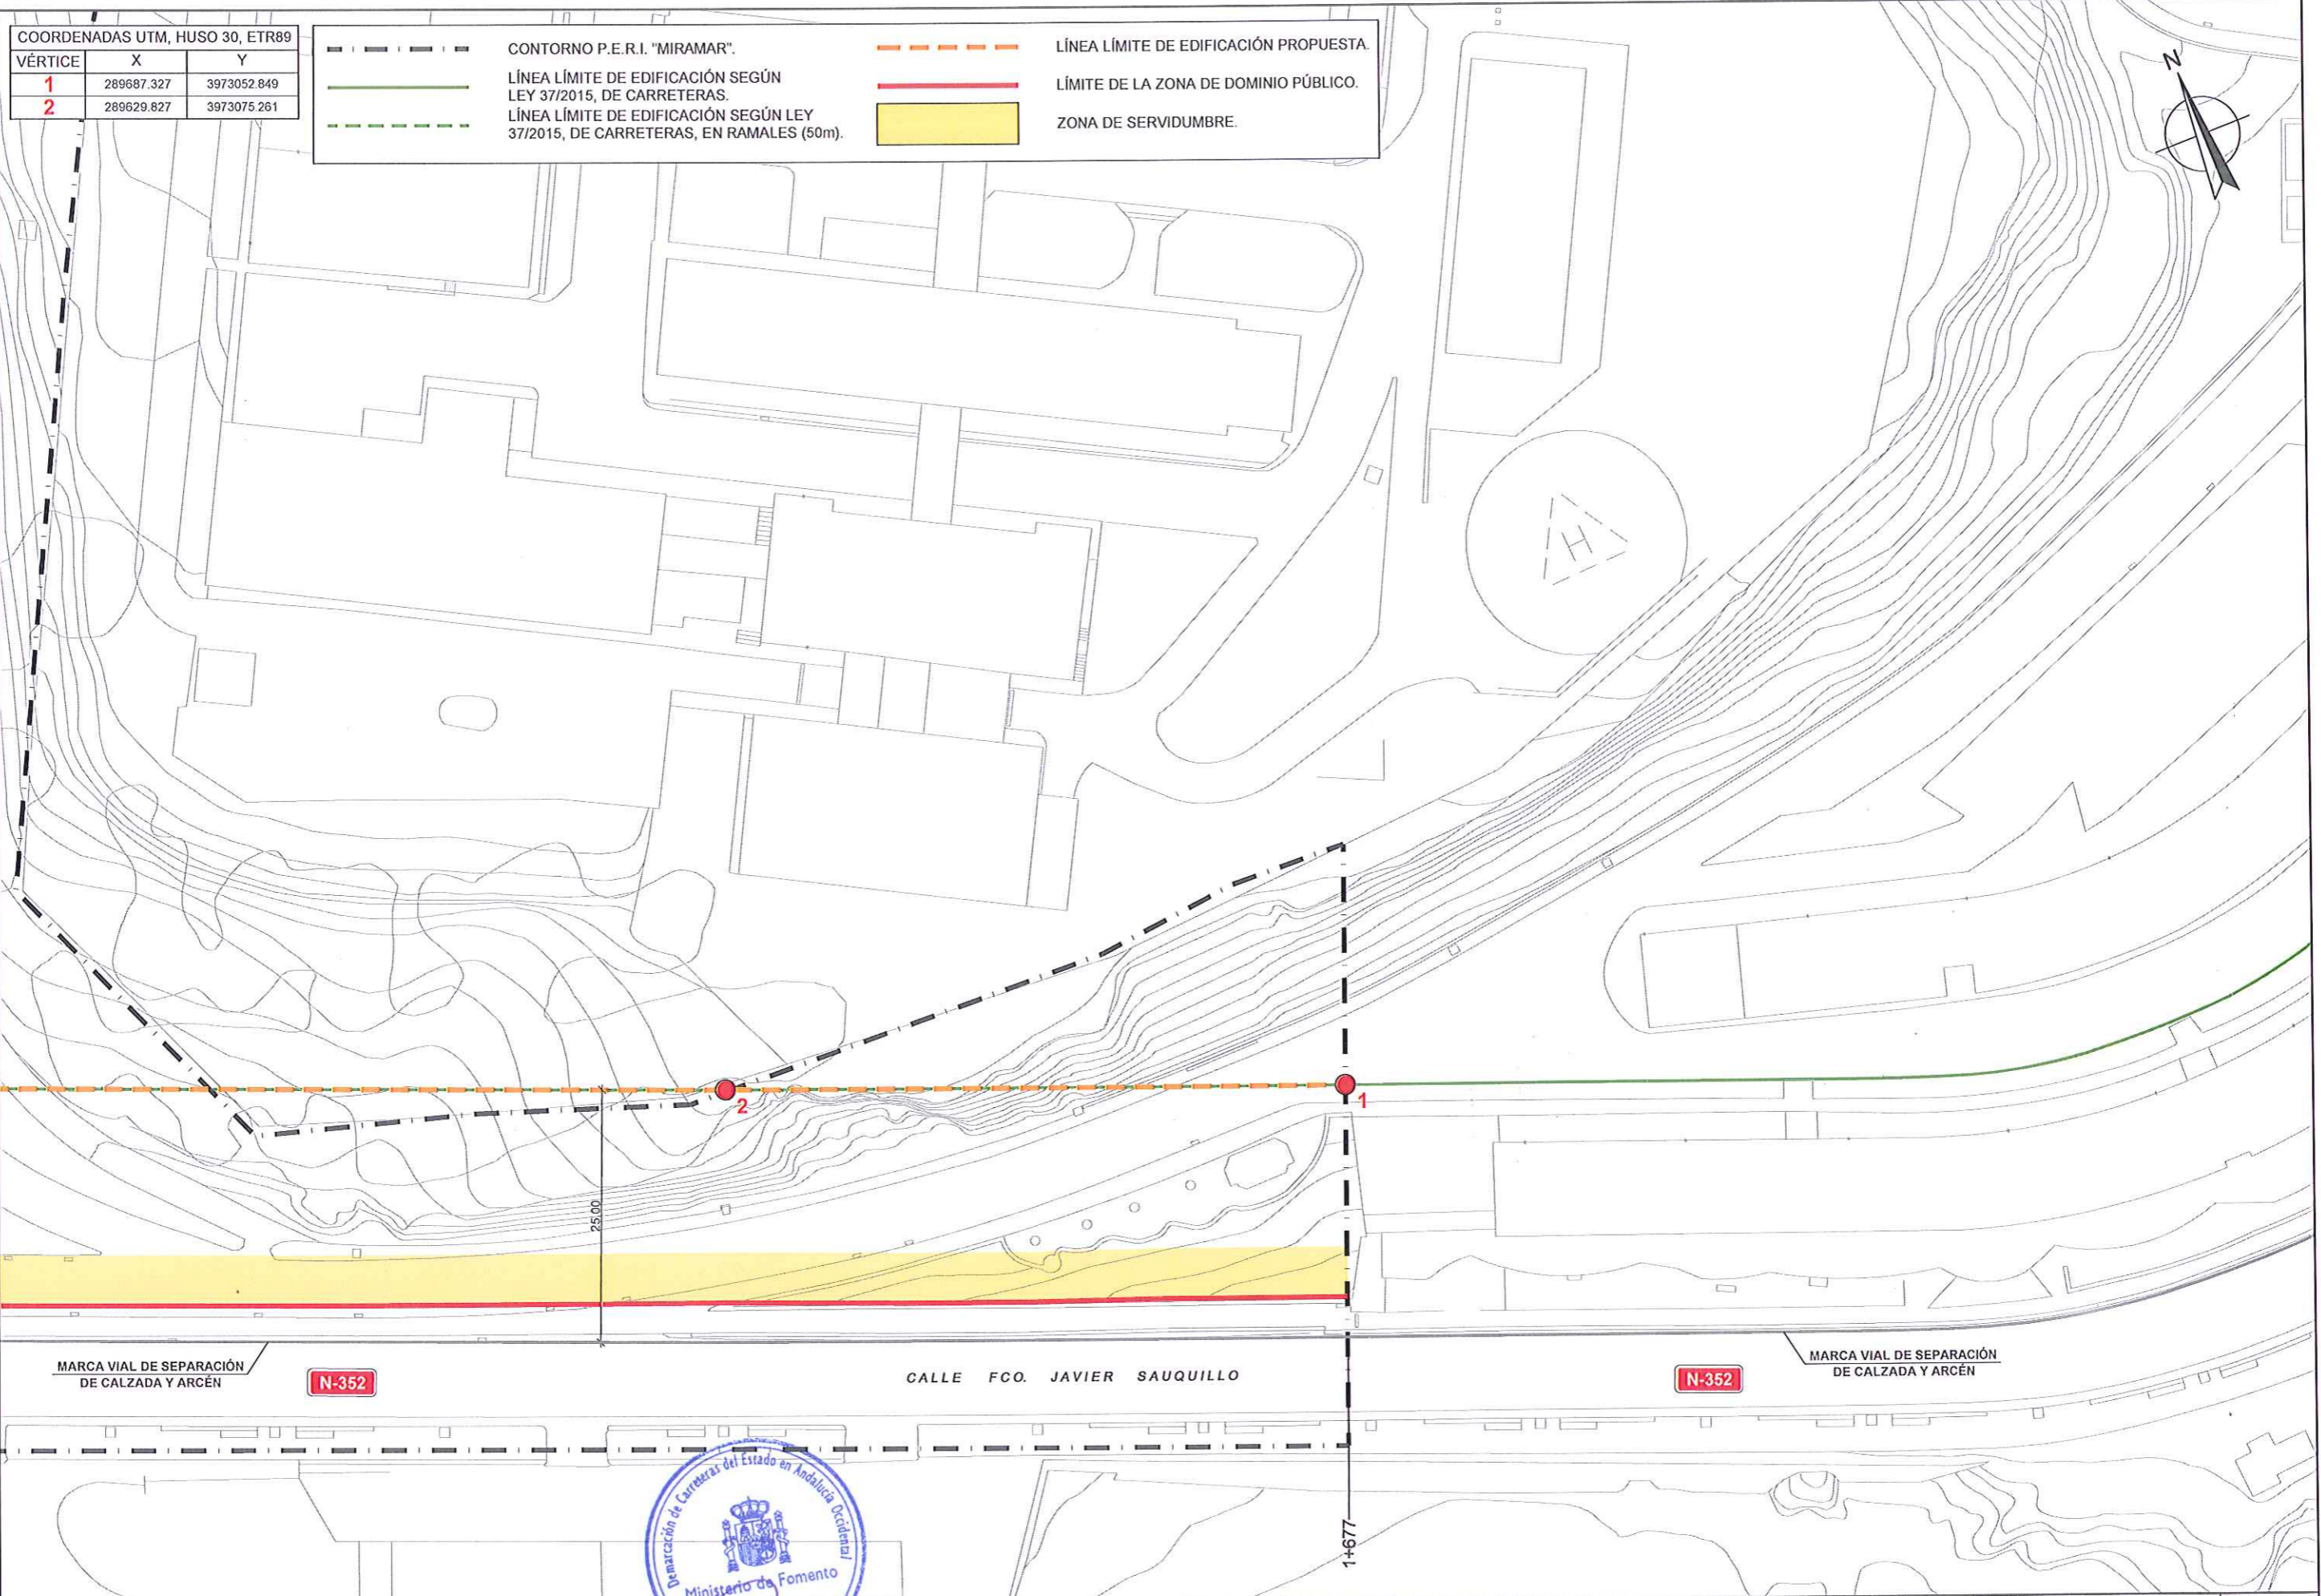 COORDENADAS UTM, HUSO 30, ETR89
VÉRTICE X Y
1 289687.327 3973052.849
2 289629.827 3973075.261
CONTORNO P.E.R.I. "MIRAMAR".
LÍNEA LÍMITE DE EDIFICACIÓN SEGÚN
LEY 37/2015, DE CARRETERAS.
LÍNEA LÍMITE DE EDIFICACIÓN SEGÚN LEY
37/2015, DE CARRETERAS, EN RAMALES (50m).
LÍNEA LÍMITE DE EDIFICACIÓN PROPUESTA.
LÍMITE DE LA ZONA DE DOMINIO PÚBLICO.
ZONA DE SERVIDUMBRE.
N
H
2
1
25.00
MARCA VIAL DE SEPARACIÓN
DE CALZADA Y ARCÉN
N-352
CALLE FCO. JAVIER SAUQUILLO
N-352
MARCA VIAL DE SEPARACIÓN
DE CALZADA Y ARCÉN
1+677
Demarcación de Carreteras del Estado en Andalucía Occidental
Ministerio de Fomento